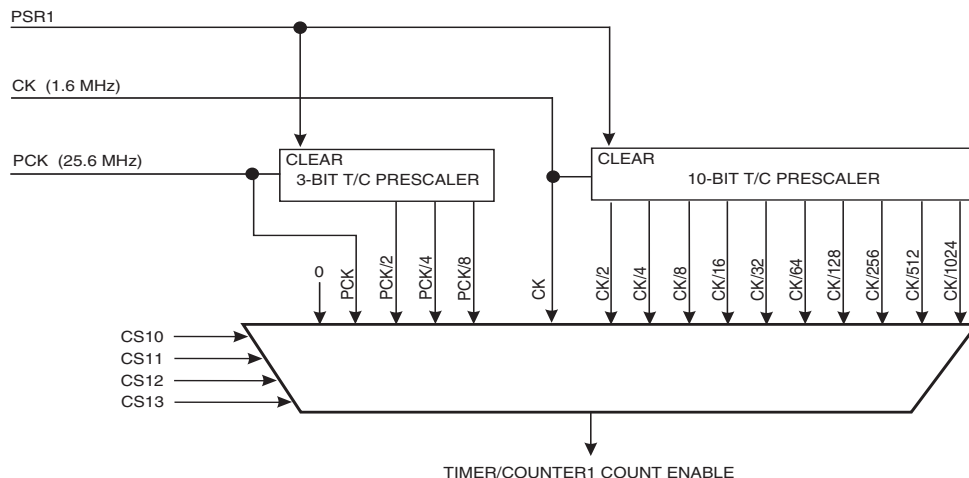 PSR1
CK (1.6 MHz)
PCK (25.6 MHz)
CLEAR
3-BIT T/C PRESCALER
CLEAR
10-BIT T/C PRESCALER
0
PCK
PCK/2
PCK/4
PCK/8
CK
CK/2
CK/4
CK/8
CK/16
CK/32
CK/64
CK/128
CK/256
CK/512
CK/1024
CS10
CS11
CS12
CS13
TIMER/COUNTER1 COUNT ENABLE